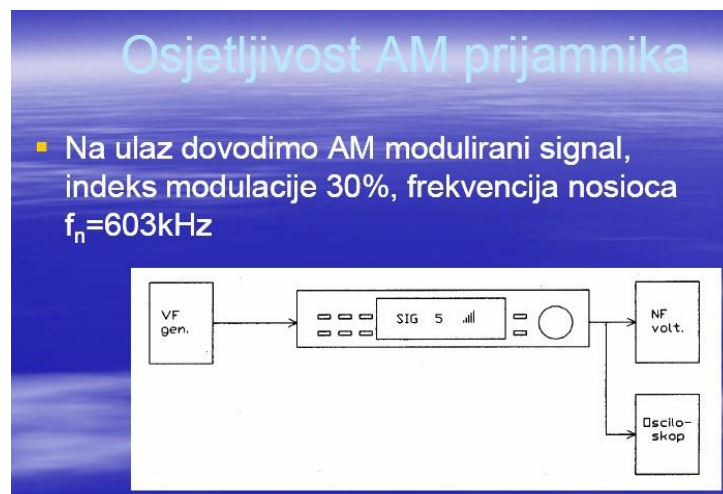 Osjetljivost AM prijamnika
Na ulaz dovodimo AM modulirani signal,
indeks modulacije 30%, frekvencija nosioca
fn=603kHz
VF
gen.
SIG 5
NF
volt.
Oscilo-
skop